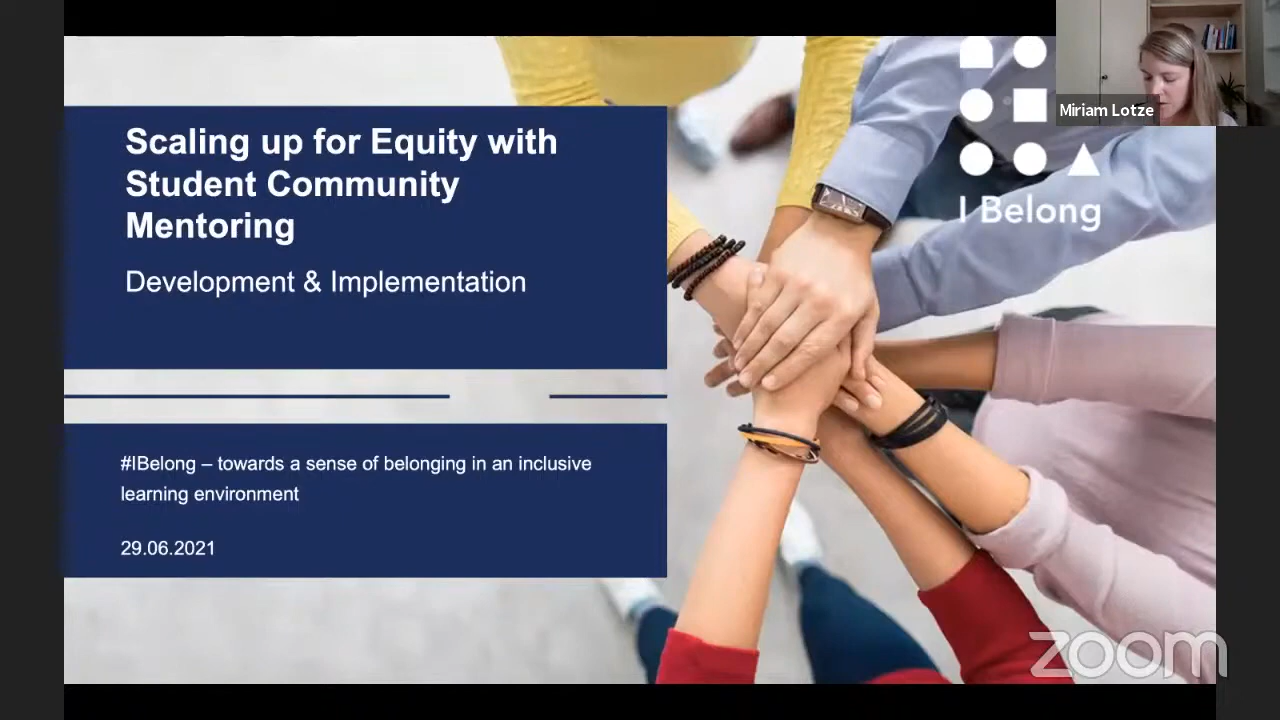 Scaling up for Equity with
Student Community
Mentoring
Development & Implementation
#IBelong – towards a sense of belonging in an inclusive
learning environment
29.06.2021
I Belong
Miriam Lotze
zoom